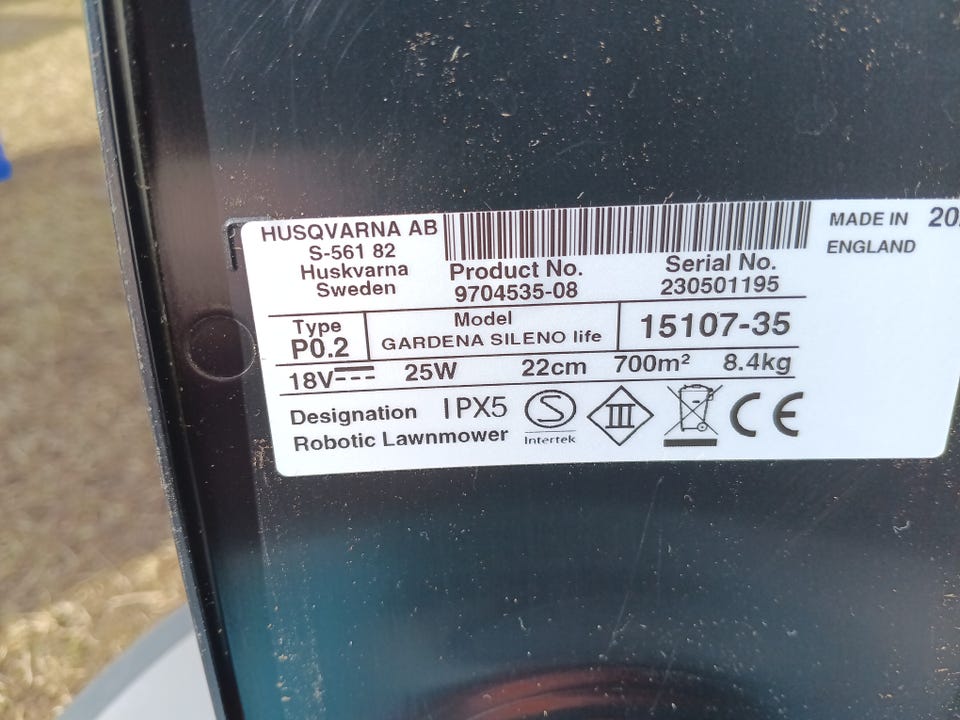 HUSQVARNA AB
S-561 82
Huskvarna
Sweden
Product No.
9704535-08
Serial No.
230501195
MADE IN
ENGLAND
Type
P0.2
Model
GARDENA SILENO life
15107-35
18V 25W 22cm 700m² 8.4kg
Designation IPX5
Robotic Lawnmower
Intertek
III
CE